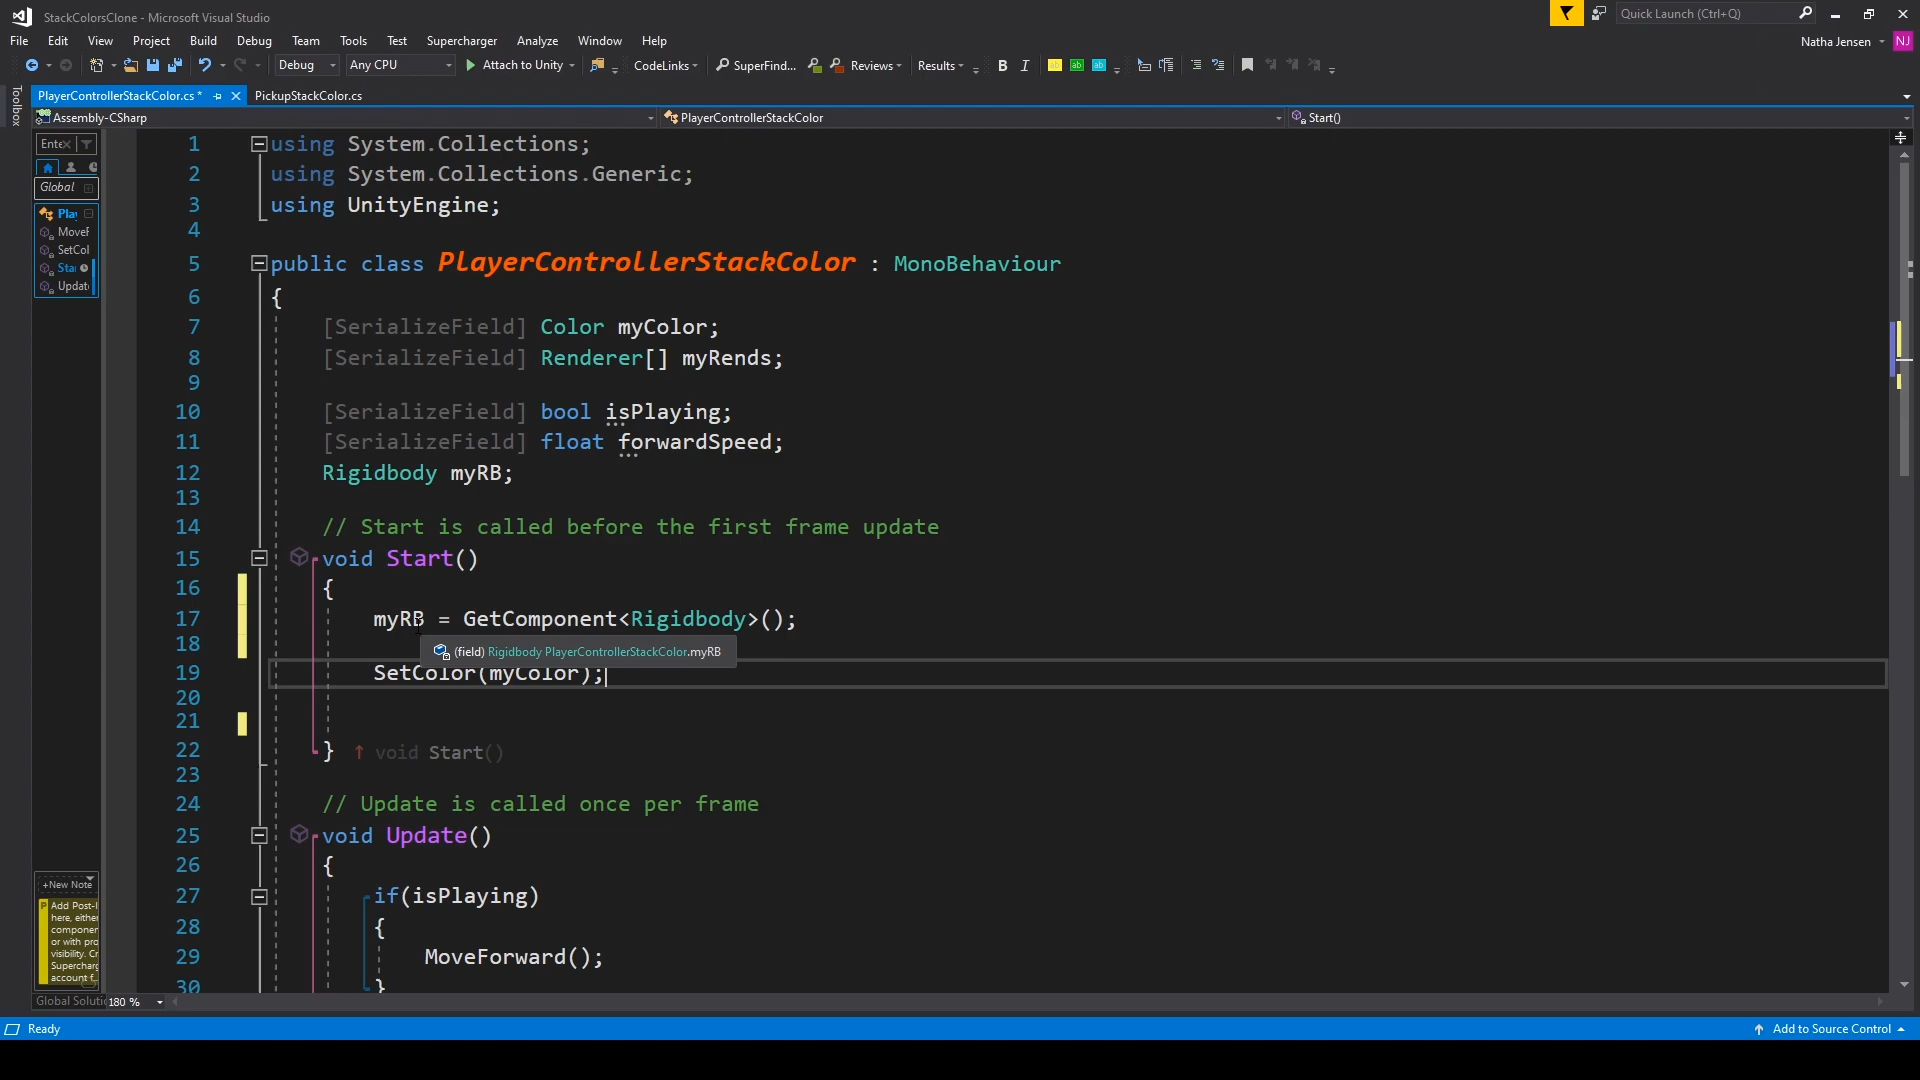 StackColorsClone - Microsoft Visual Studio
Quick Launch (Ctrl+Q)
File Edit View Project Build Debug Team Tools Test Supercharger Analyze Window Help
Natha Jensen NJ
Debug Any CPU Attach to Unity CodeLinks SuperFind... Reviews Results B I ab ab ab
Toolbox
PlayerControllerStackColor.cs * PickupStackColor.cs
Assembly-CSharp PlayerControllerStackColor Start()
Ente
Global
Play
MoveF
SetCol
Star
Update
1 using System.Collections;
2 using System.Collections.Generic;
3 using UnityEngine;
4
5 public class PlayerControllerStackColor : MonoBehaviour
6 {
7 [SerializeField] Color myColor;
8 [SerializeField] Renderer[] myRends;
9
10 [SerializeField] bool isPlaying;
11 [SerializeField] float forwardSpeed;
12 Rigidbody myRB;
13
14 // Start is called before the first frame update
15 void Start()
16 {
17 myRB = GetComponent<Rigidbody>();
18
(field) Rigidbody PlayerControllerStackColor.myRB
19 SetColor(myColor);
20
21
22 } ↑ void Start()
23
24 // Update is called once per frame
25 void Update()
26 {
27 if(isPlaying)
28 {
29 MoveForward();
30 }
+New Note
P Add Post-I
here, either
componen
or with pro
visibility. Cr
Supercharg
account f...
Global Soluti 180 %
Ready
Add to Source Control